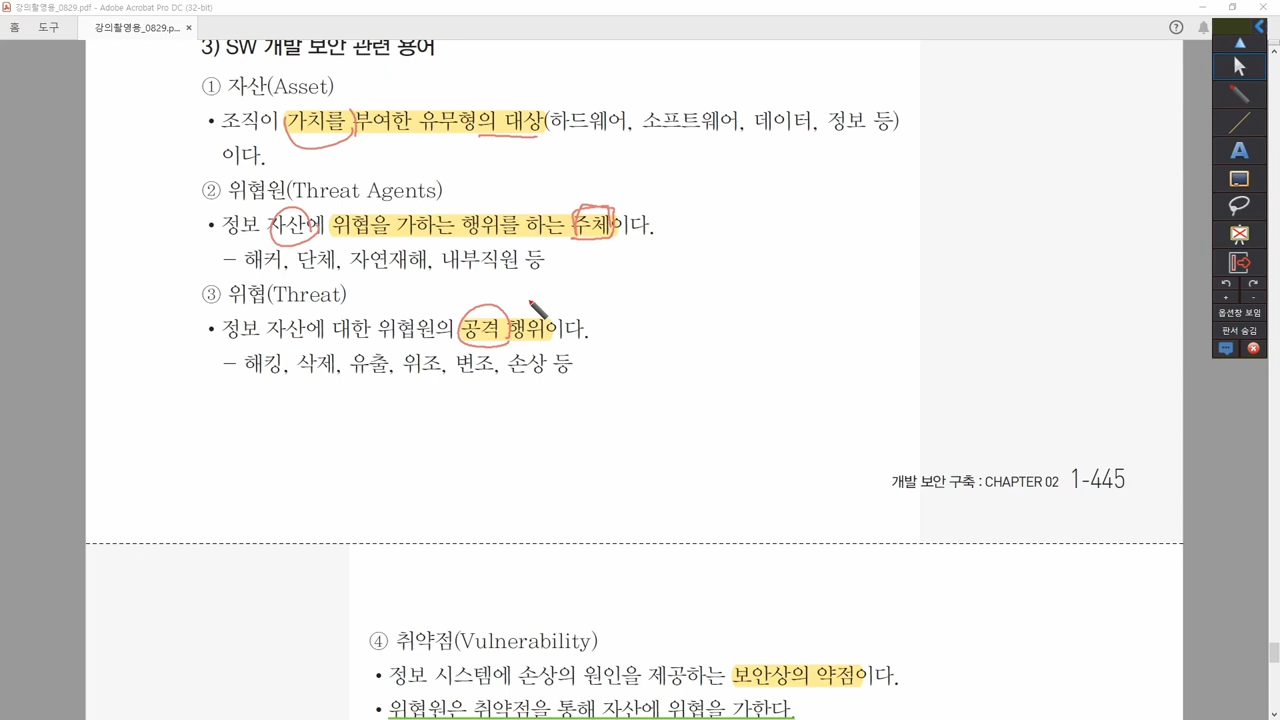 강의촬영용_0829.pdf - Adobe Acrobat Pro DC (32-bit)
홈 도구 강의촬영용_0829.p... ×
3) SW 개발 보안 관련 용어
① 자산(Asset)
• 조직이 가치를 부여한 유무형의 대상(하드웨어, 소프트웨어, 데이터, 정보 등)
이다.
② 위협원(Threat Agents)
• 정보 자산에 위협을 가하는 행위를 하는 주체이다.
– 해커, 단체, 자연재해, 내부직원 등
③ 위협(Threat)
• 정보 자산에 대한 위협원의 공격 행위이다.
– 해킹, 삭제, 유출, 위조, 변조, 손상 등
옵션창 보임
판서 숨김
개발 보안 구축 : CHAPTER 02 1-445
④ 취약점(Vulnerability)
• 정보 시스템에 손상의 원인을 제공하는 보안상의 약점이다.
• 위협원은 취약점을 통해 자산에 위협을 가한다.